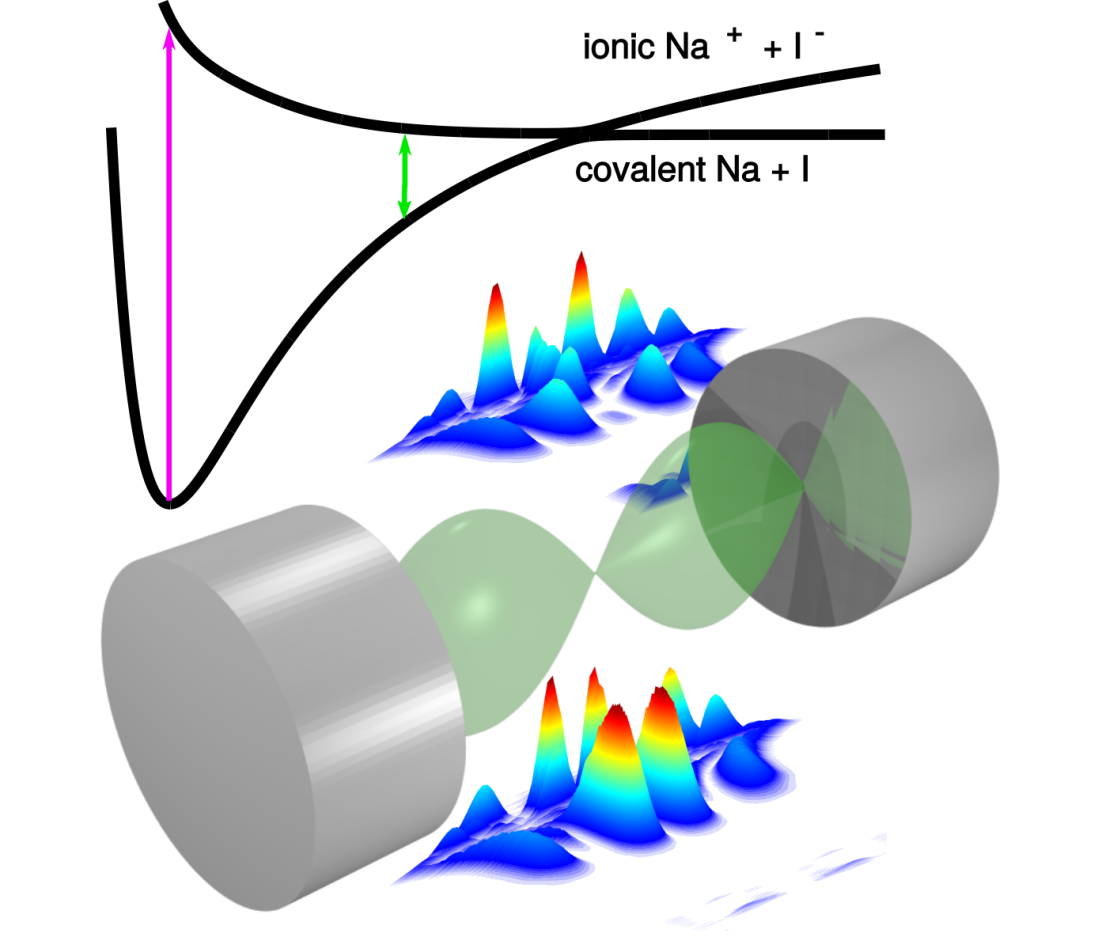 ionic Na + + I -
covalent Na + I